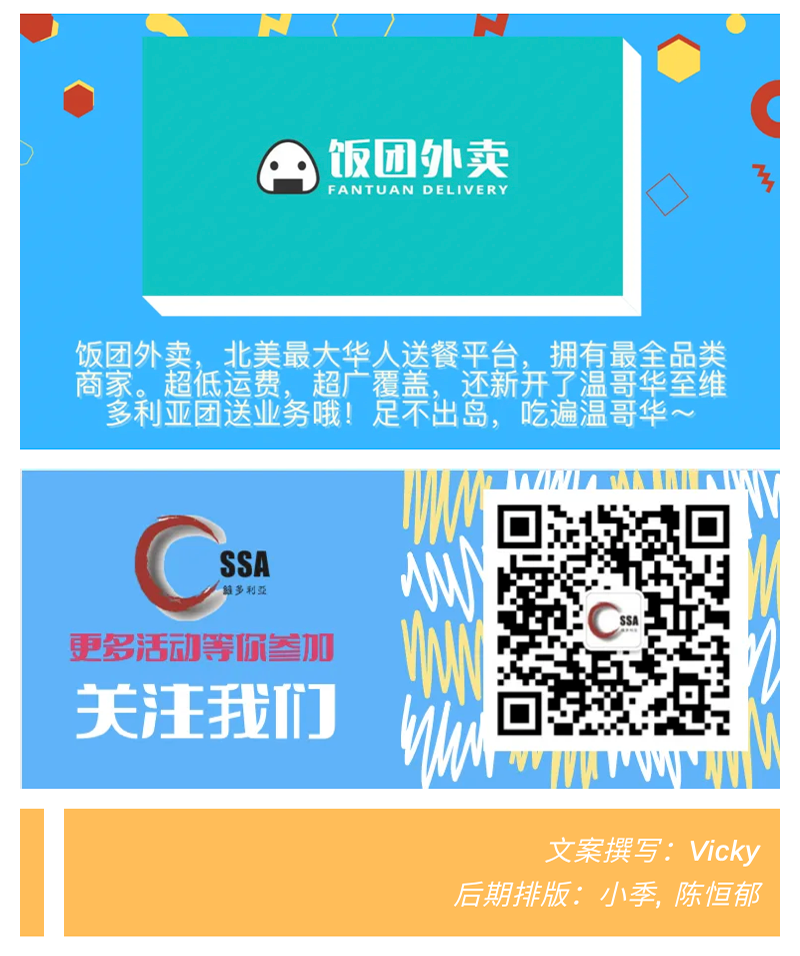 饭团外卖
FANTUAN DELIVERY
饭团外卖，北美最大华人送餐平台，拥有最全品类
商家。超低运费，超广覆盖，还新开了温哥华至维
多利亚团送业务哦！足不出岛，吃遍温哥华～
SSA
维多利亚
更多活动等你参加
关注我们
SSA
文案撰写：Vicky
后期排版：小季, 陈恒郁